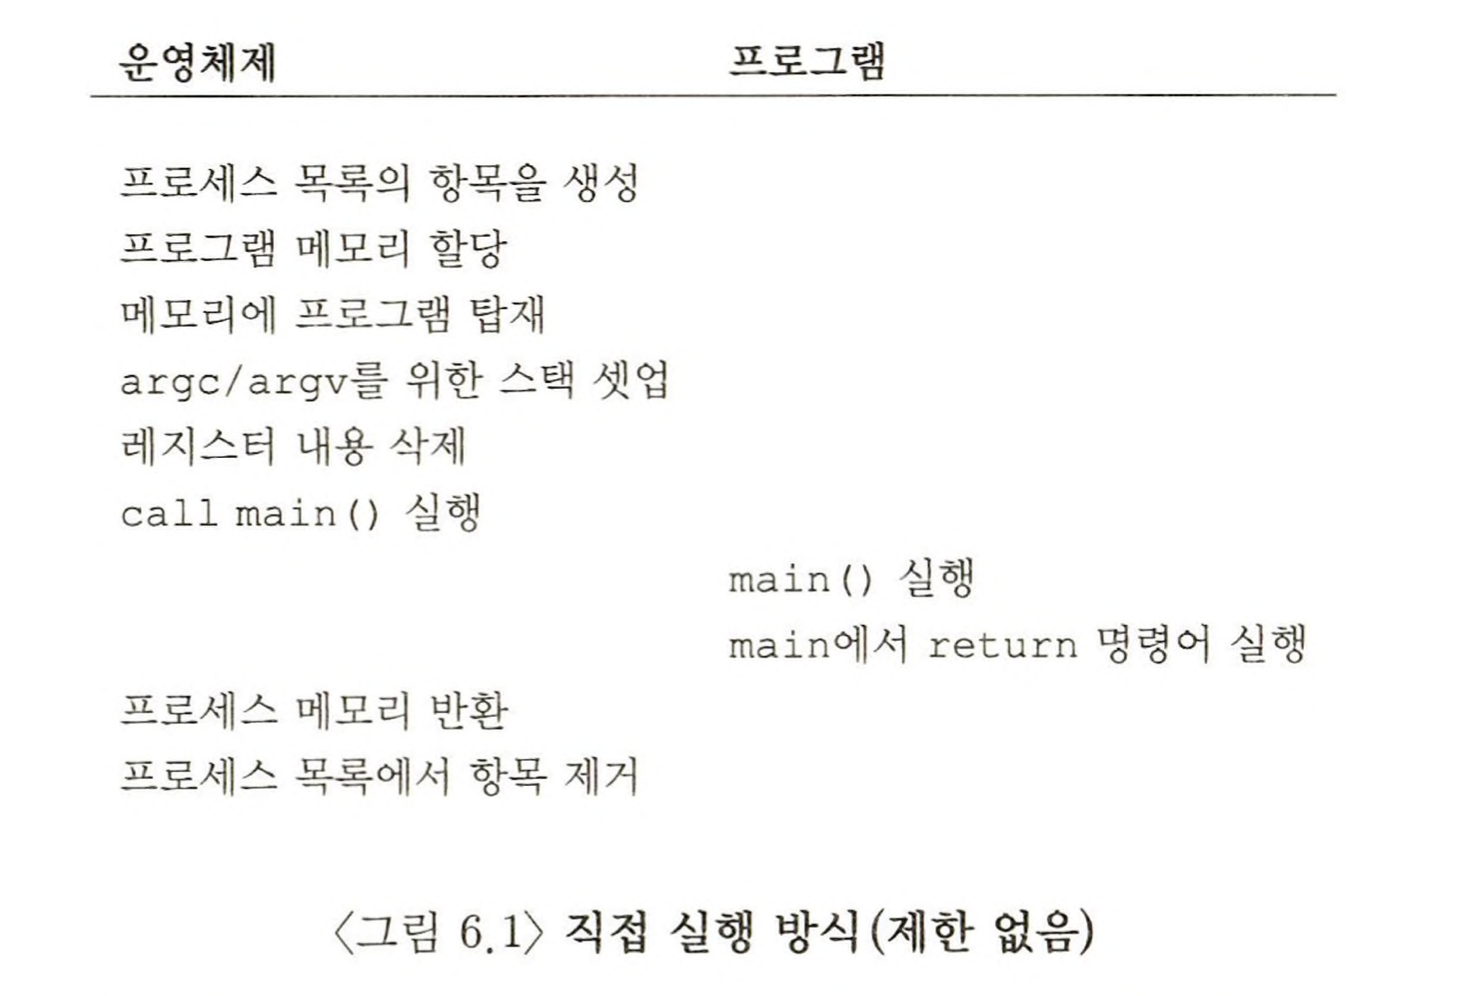 운영체제 프로그램
프로세스 목록의 항목을 생성
프로그램 메모리 할당
메모리에 프로그램 탑재
argc/argv를 위한 스택 셋업
레지스터 내용 삭제
call main() 실행
main() 실행
main에서 return 명령어 실행
프로세스 메모리 반환
프로세스 목록에서 항목 제거
〈그림 6.1〉 직접 실행 방식(제한 없음)